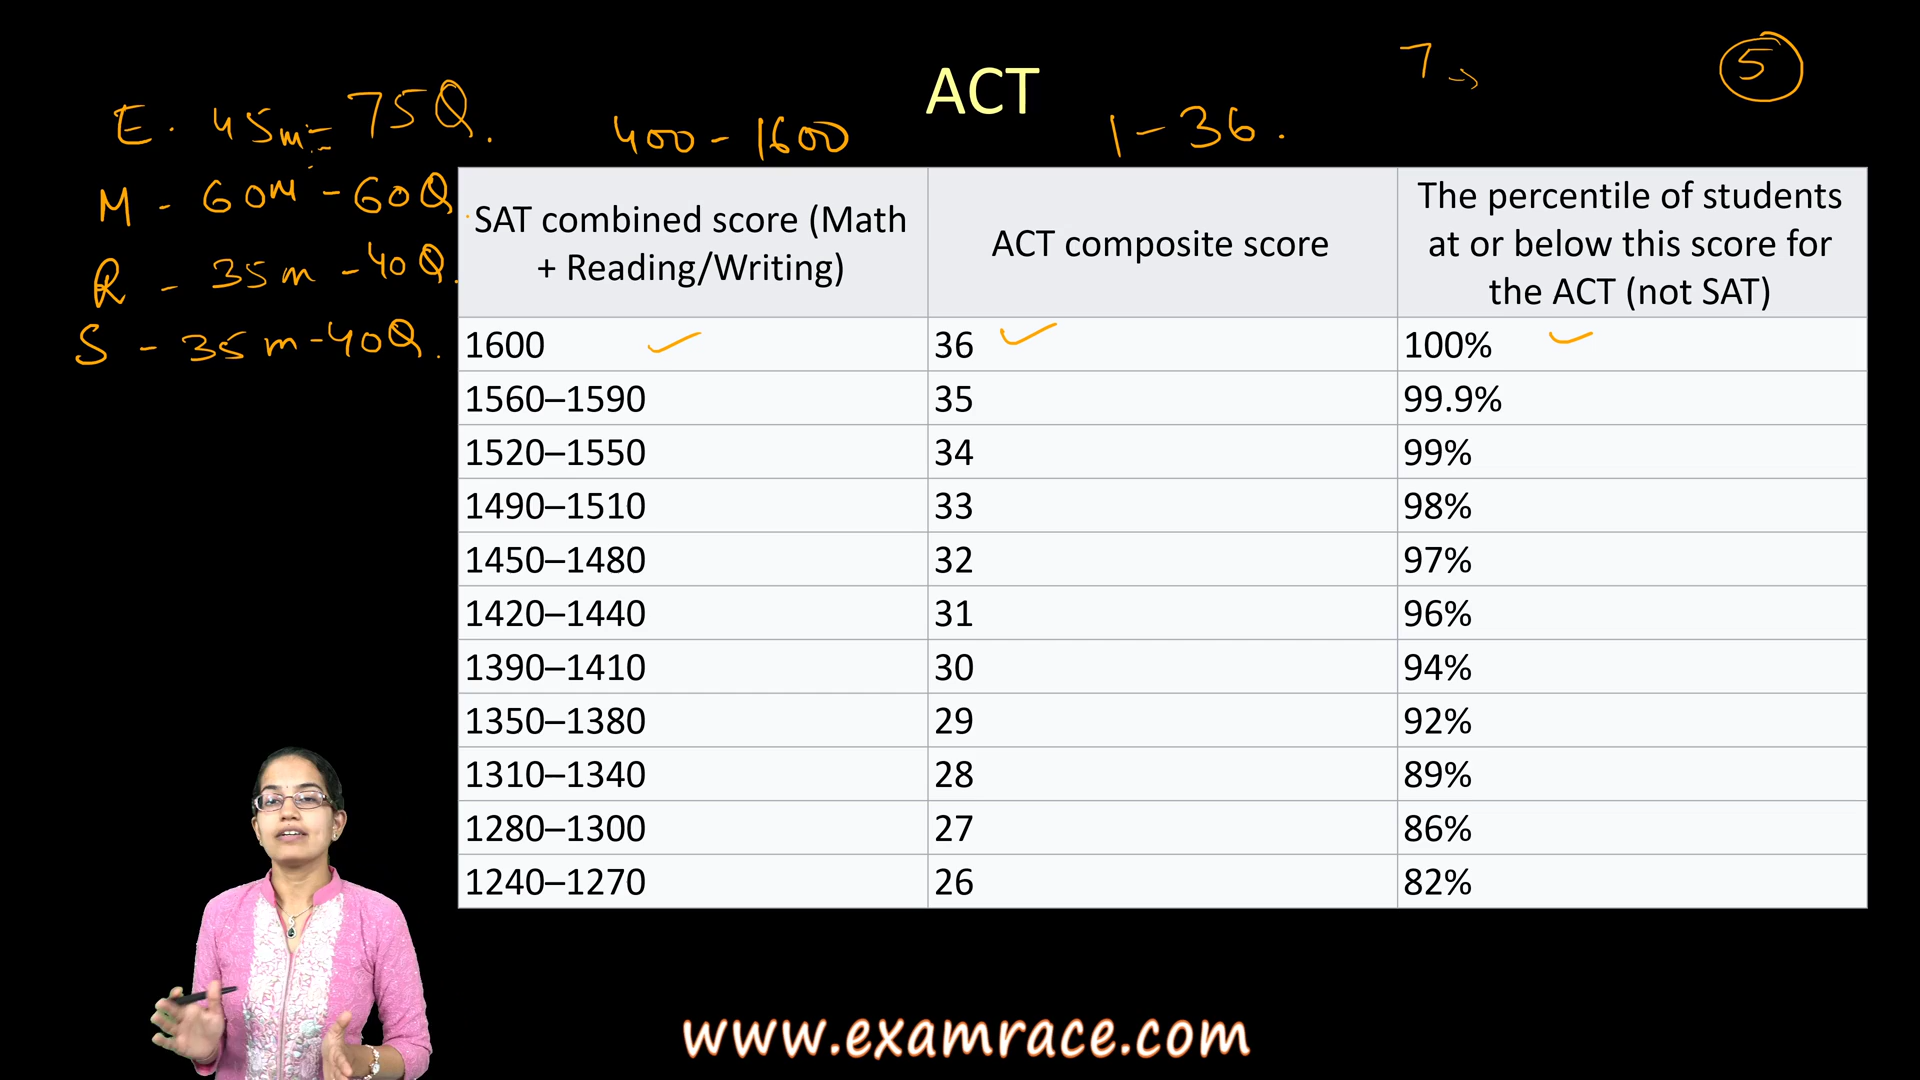 ACT
7 →
5
E. 45m = 75Q.
400 - 1600
1 - 36.
M - 60M - 60Q
R - 35m - 40Q.
S - 35m - 40Q.
SAT combined score (Math
+ Reading/Writing)
ACT composite score
The percentile of students
at or below this score for
the ACT (not SAT)
1600 ✓ 36 ✓ 100% ✓
1560–1590 35 99.9%
1520–1550 34 99%
1490–1510 33 98%
1450–1480 32 97%
1420–1440 31 96%
1390–1410 30 94%
1350–1380 29 92%
1310–1340 28 89%
1280–1300 27 86%
1240–1270 26 82%
www.examrace.com